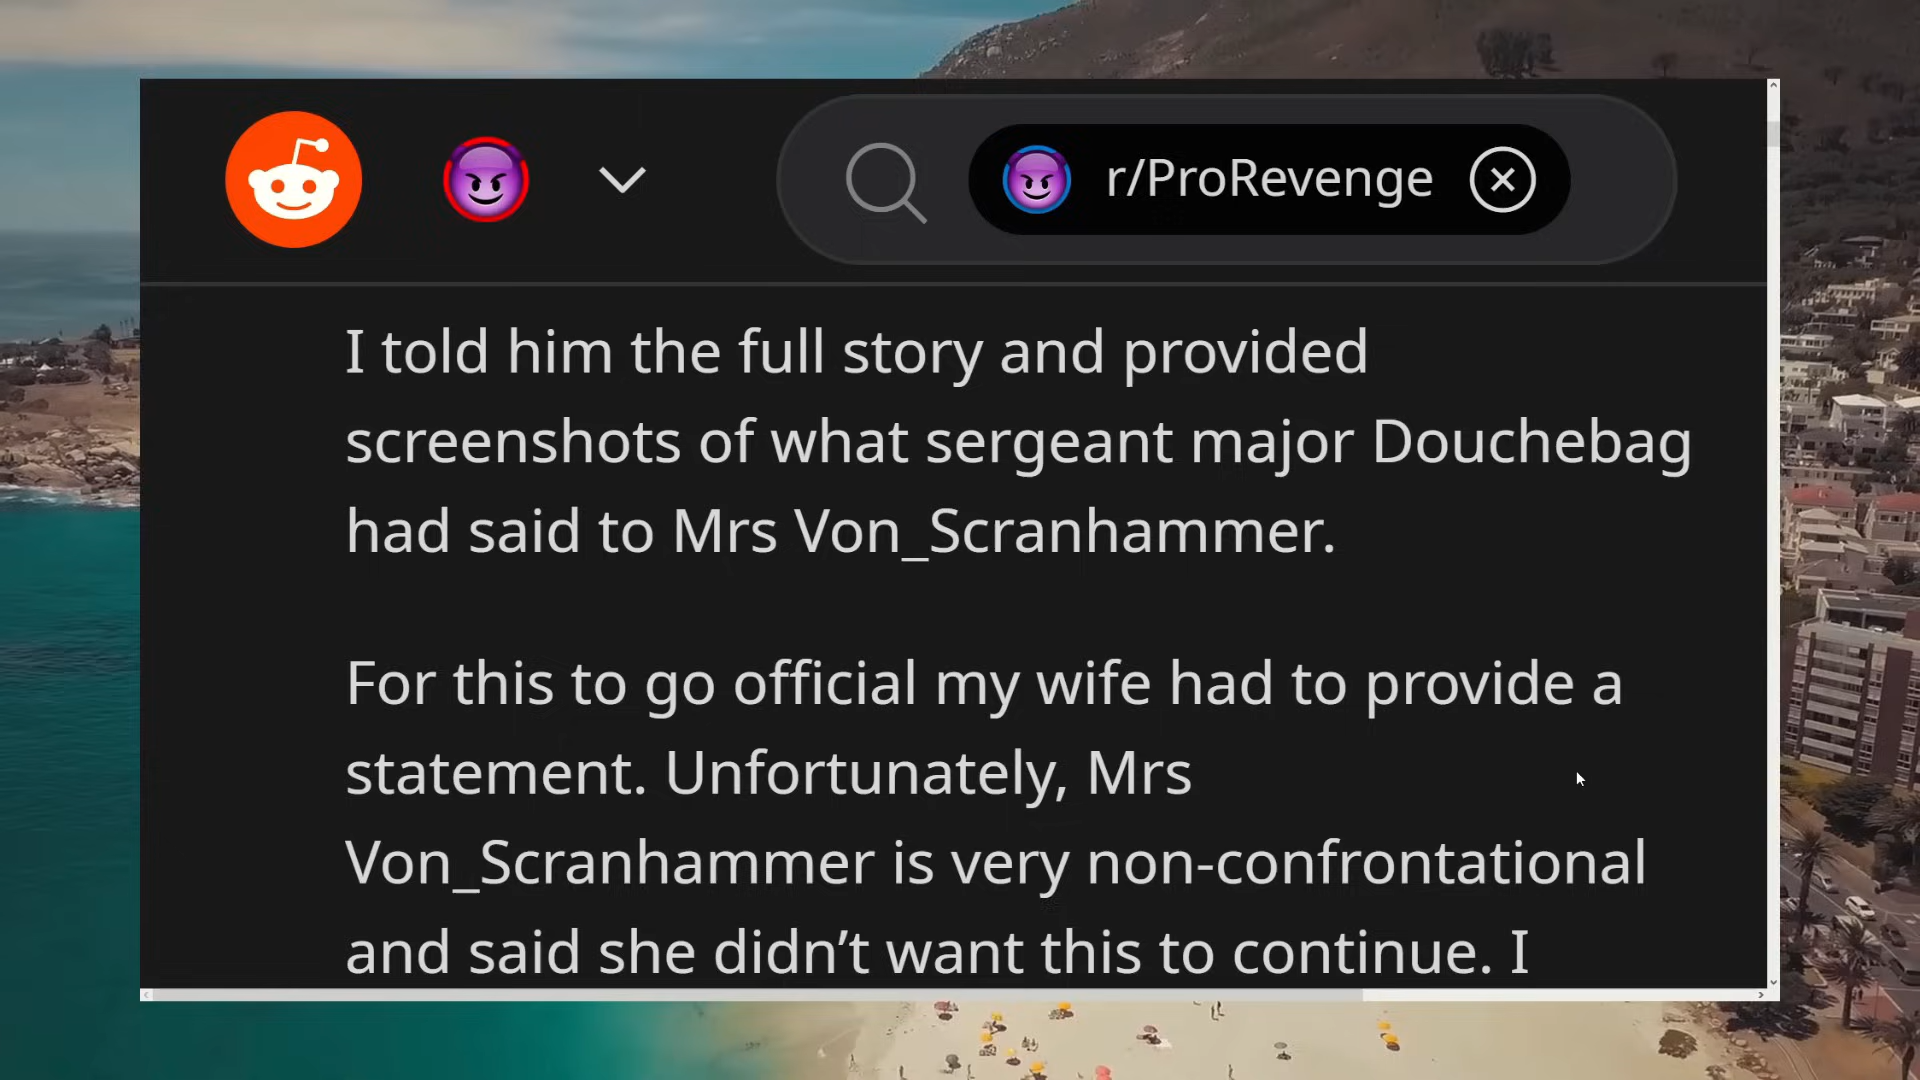 r/ProRevenge
I told him the full story and provided
screenshots of what sergeant major Douchebag
had said to Mrs Von_Scranhammer.
For this to go official my wife had to provide a
statement. Unfortunately, Mrs
Von_Scranhammer is very non-confrontational
and said she didn’t want this to continue. I